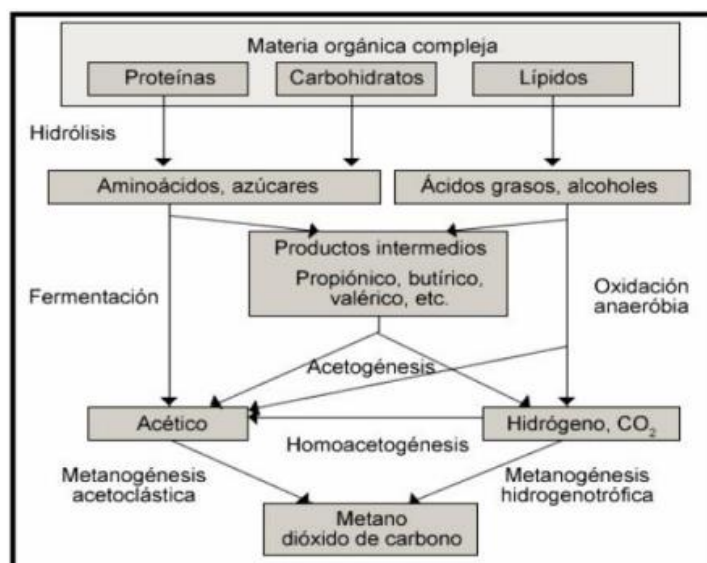 Materia orgánica compleja
Proteínas
Carbohidratos
Lípidos
Hidrólisis
Aminoácidos, azúcares
Ácidos grasos, alcoholes
Productos intermedios
Propiónico, butírico,
valérico, etc.
Fermentación
Oxidación
anaeróbia
Acetogénesis
Acético
Hidrógeno, CO₂
Homoacetogénesis
Metanogénesis
acetoclástica
Metanogénesis
hidrogenotrófica
Metano
dióxido de carbono